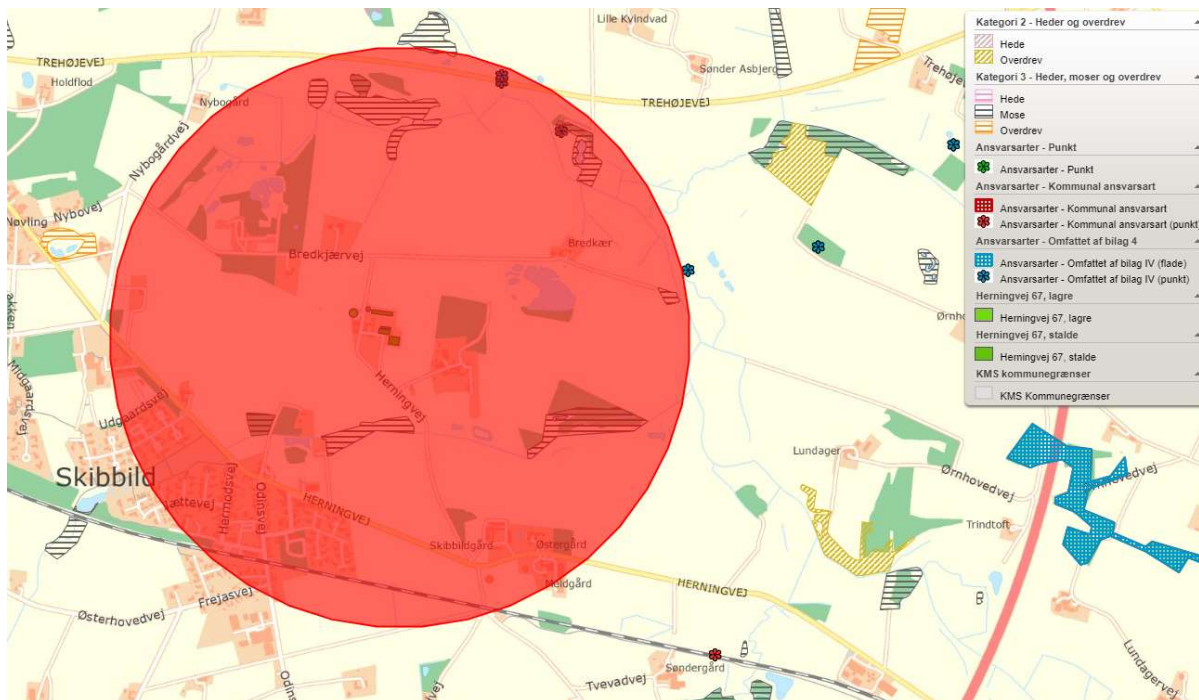 Lille Kvindvad
TREHØJEVEJ
Holdflod
Sønder Asbjerg
Trehøjevej
TREHØJEVEJ
Nybogård
Nybogårdvej
Nybovej
Nøvling
Bredkær
Bredkjærvej
Herningvej
Midgaardsvej
Udgaardsvej
Skibbild
Hermodsvej
Odinsvej
HERNINGVEJ
Skibbildgård
Østergård
Muldgård
Frejasvej
Østerhovedvej
HERNINGVEJ
Søndergård
Tvevadvej
Lundager
Ørnhovedvej
Trindtoft
Lundagervej
Kategori 2 - Heder og overdrev
Hede
Overdrev
Kategori 3 - Heder, moser og overdrev
Hede
Mose
Overdrev
Ansvarsarter - Punkt
Ansvarsarter - Punkt
Ansvarsarter - Kommunal ansvarsart
Ansvarsarter - Kommunal ansvarsart
Ansvarsarter - Kommunal ansvarsart (punkt)
Ansvarsarter - Omfattet af bilag 4
Ansvarsarter - Omfattet af bilag IV (flade)
Ansvarsarter - Omfattet af bilag IV (punkt)
Herningvej 67, lagre
Herningvej 67, lagre
Herningvej 67, stalde
Herningvej 67, stalde
KMS kommunegrænser
KMS Kommunegrænser